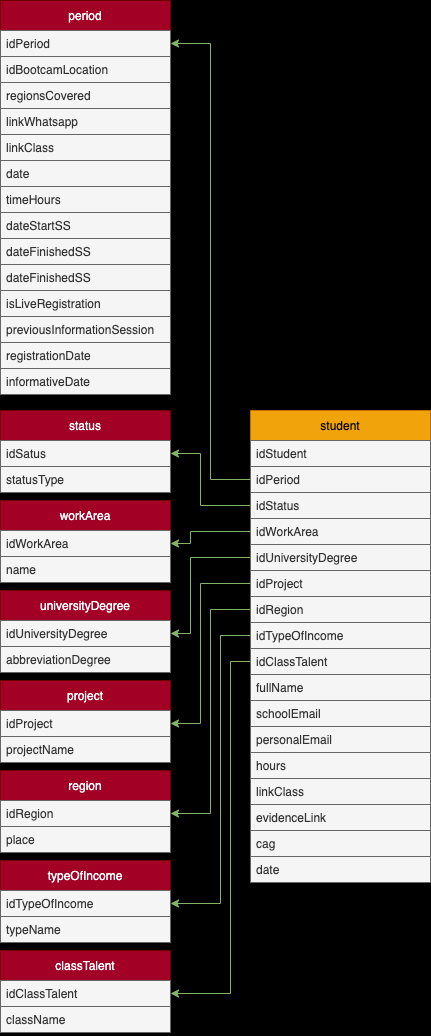 period
idPeriod
idBootcamLocation
regionsCovered
linkWhatsapp
linkClass
date
timeHours
dateStartSS
dateFinishedSS
dateFinishedSS
isLiveRegistration
previousInformationSession
registrationDate
informativeDate
status
idSatus
statusType
workArea
idWorkArea
name
universityDegree
idUniversityDegree
abbreviationDegree
project
idProject
projectName
region
idRegion
place
typeOfIncome
idTypeOfIncome
typeName
classTalent
idClassTalent
className
student
idStudent
idPeriod
idStatus
idWorkArea
idUniversityDegree
idProject
idRegion
idTypeOfIncome
idClassTalent
fullName
schoolEmail
personalEmail
hours
linkClass
evidenceLink
cag
date